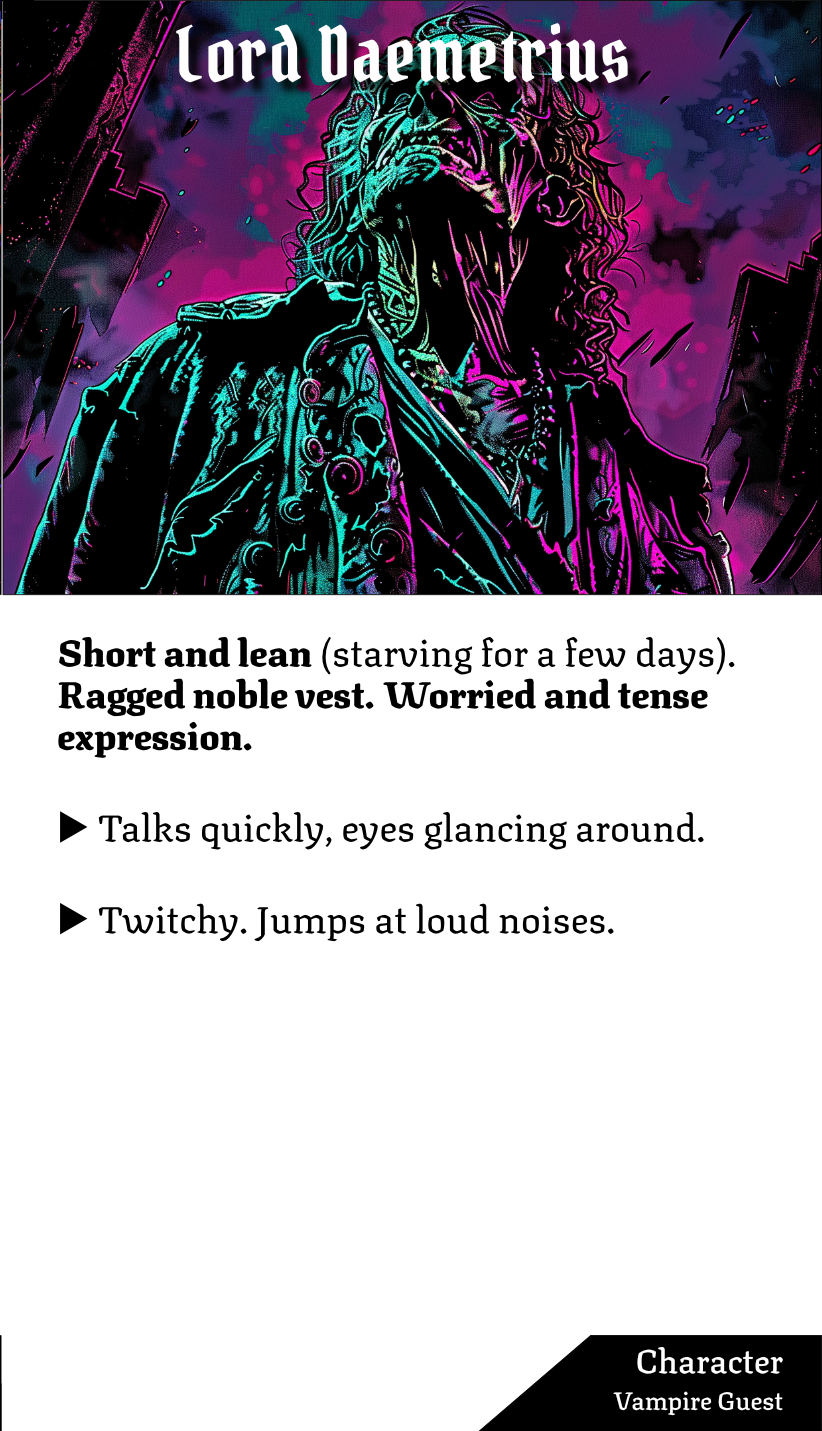 Lord Daemetrius
Short and lean (starving for a few days).
Ragged noble vest. Worried and tense
expression.
▶ Talks quickly, eyes glancing around.
▶ Twitchy. Jumps at loud noises.
Character
Vampire Guest